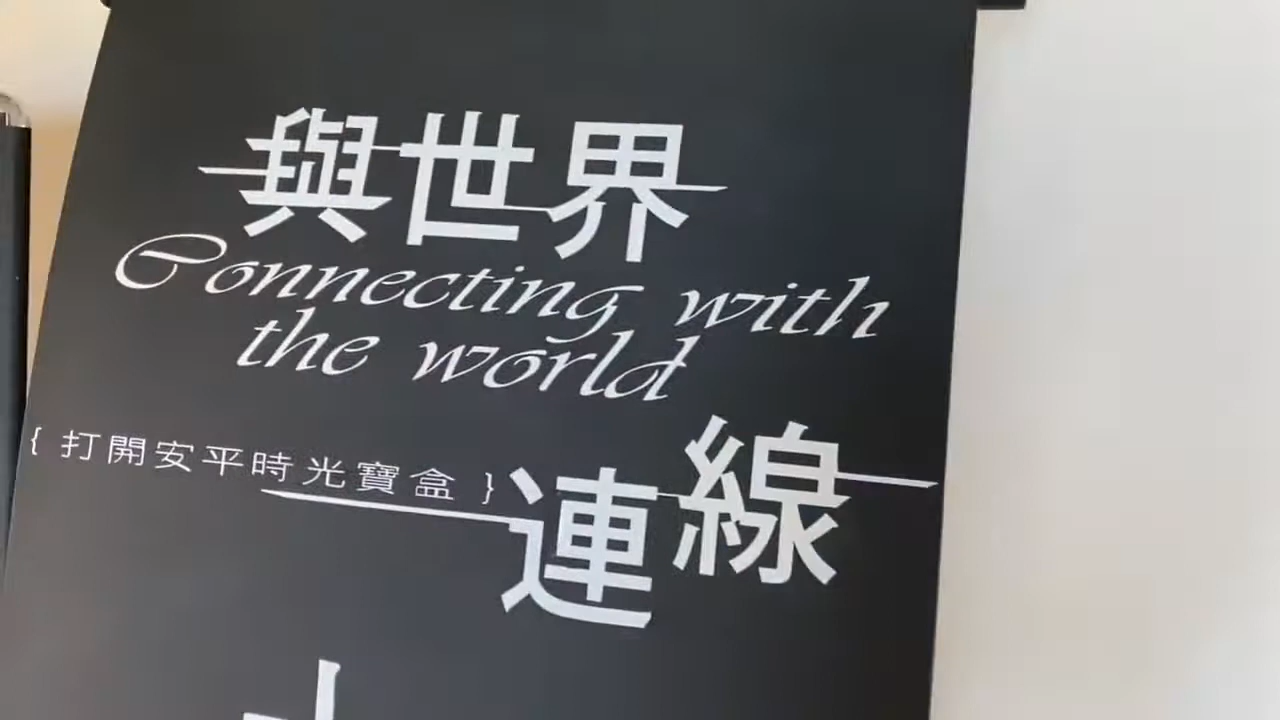 與世界
Connecting with
the world
{ 打開安平時光寶盒 }
連線